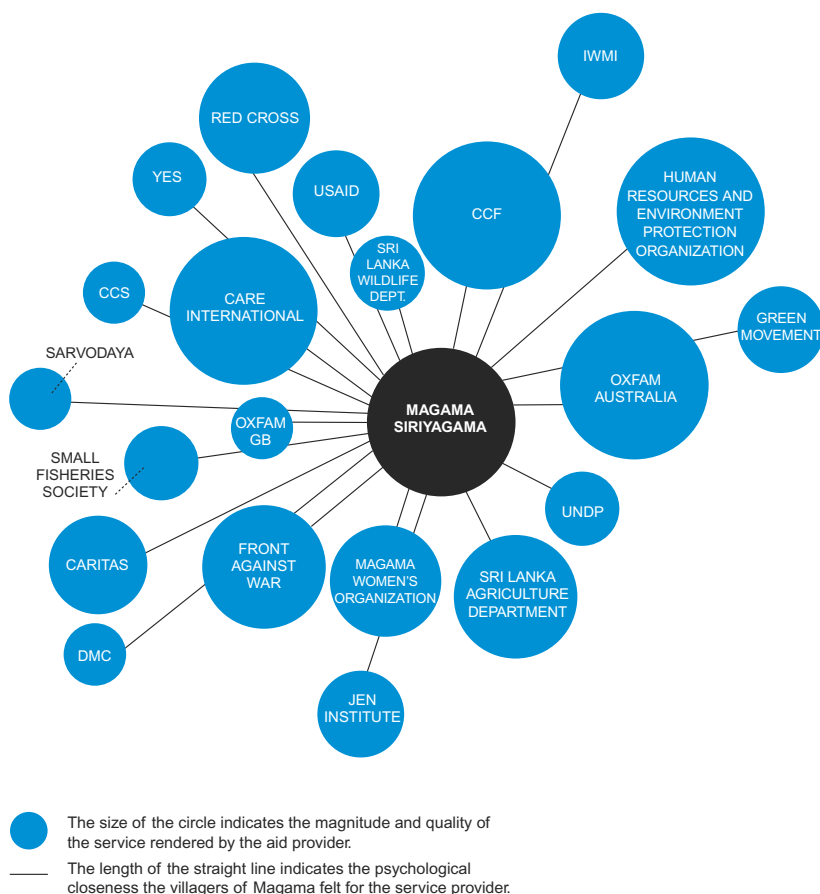 IWMI
RED CROSS
YES
USAID
CCF
HUMAN
RESOURCES AND
ENVIRONMENT
PROTECTION
ORGANIZATION
SRI
LANKA
WILDLIFE
DEPT.
CCS
CARE
INTERNATIONAL
GREEN
MOVEMENT
SARVODAYA
OXFAM
AUSTRALIA
MAGAMA
SIRIYAGAMA
OXFAM
GB
SMALL
FISHERIES
SOCIETY
UNDP
CARITAS
FRONT
AGAINST
WAR
MAGAMA
WOMEN'S
ORGANIZATION
SRI LANKA
AGRICULTURE
DEPARTMENT
DMC
JEN
INSTITUTE
The size of the circle indicates the magnitude and quality of
the service rendered by the aid provider.
The length of the straight line indicates the psychological
closeness the villagers of Magama felt for the service provider.